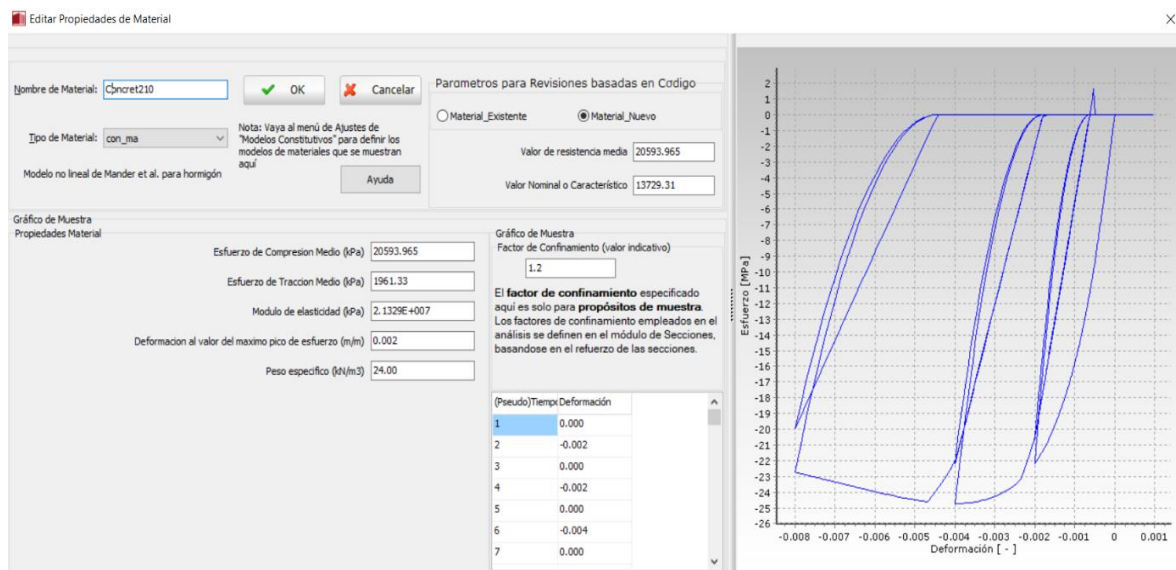 Editar Propiedades de Material
Nombre de Material: Concret210
OK
Cancelar
Tipo de Material: con_ma
Nota: Vaya al menú de Ajustes de
"Modelos Constitutivos" para definir los
modelos de materiales que se muestran
aquí
Modelo no lineal de Mander et al. para hormigón
Ayuda
Parametros para Revisiones basadas en Codigo
Material_Existente
Material_Nuevo
Valor de resistencia media 20593.965
Valor Nominal o Característico 13729.31
Gráfico de Muestra
Propiedades Material
Esfuerzo de Compresion Medio (kPa) 20593.965
Esfuerzo de Traccion Medio (kPa) 1961.33
Modulo de elasticidad (kPa) 2.1329E+007
Deformacion al valor del maximo pico de esfuerzo (m/m) 0.002
Peso especifico (kN/m3) 24.00
Gráfico de Muestra
Factor de Confinamiento (valor indicativo)
1.2
El factor de confinamiento especificado
aquí es solo para propósitos de muestra.
Los factores de confinamiento empleados en el
análisis se definen en el módulo de Secciones,
basandose en el refuerzo de las secciones.
(Pseudo)Tiempo Deformación
1 0.000
2 -0.002
3 0.000
4 -0.002
5 0.000
6 -0.004
7 0.000
Esfuerzo [MPa]
2
1
0
-1
-2
-3
-4
-5
-6
-7
-8
-9
-10
-11
-12
-13
-14
-15
-16
-17
-18
-19
-20
-21
-22
-23
-24
-25
-26
-0.008 -0.007 -0.006 -0.005 -0.004 -0.003 -0.002 -0.001 0 0.001
Deformación [ - ]